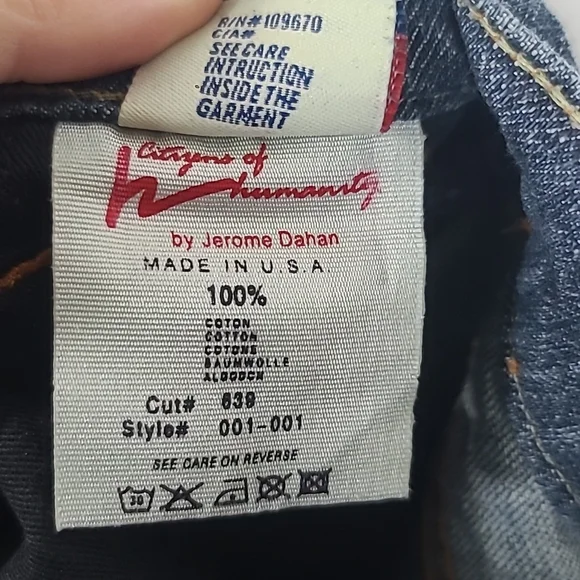 R/N#109670
C/A#
SEE CARE
INTRUCTION
INSIDE THE
GARMENT
Citizens of
humanity
by Jerome Dahan
MADE IN U.S.A.
100%
COTON
COTTON
COTONE
BAUMWOLLE
ALGODON
Cut# 639
Style# 001-001
SEE CARE ON REVERSE
30